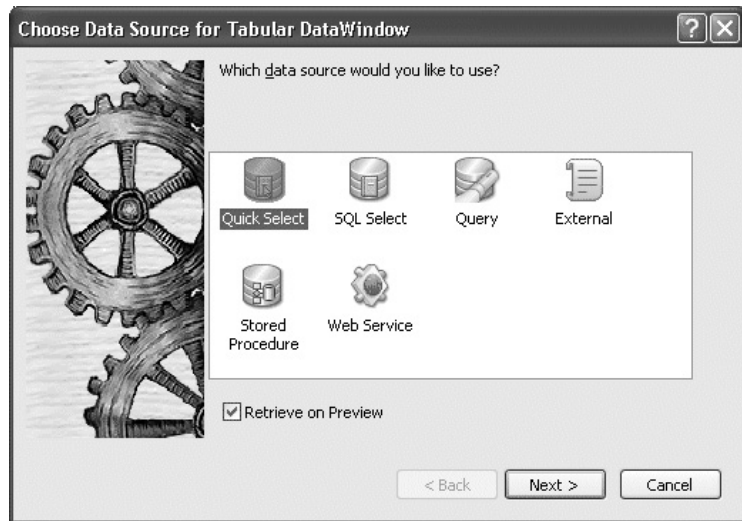 Choose Data Source for Tabular DataWindow
Which data source would you like to use?
Quick Select
SQL Select
Query
External
Stored
Procedure
Web Service
Retrieve on Preview
< Back
Next >
Cancel